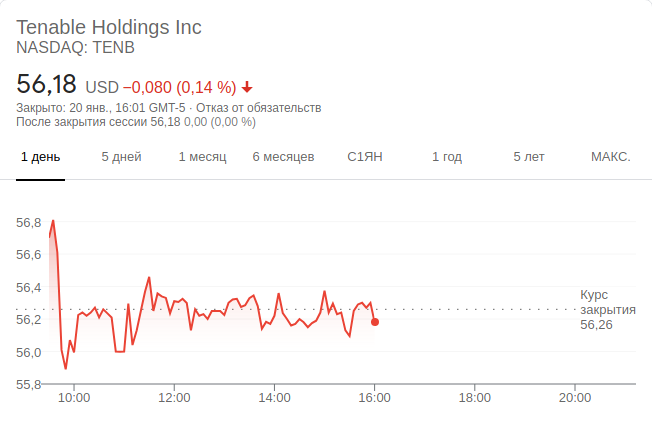 Tenable Holdings Inc
NASDAQ: TENB
56,18 USD −0,080 (0,14 %)
Закрыто: 20 янв., 16:01 GMT-5 · Отказ от обязательств
После закрытия сессии 56,18 0,00 (0,00 %)
1 день 5 дней 1 месяц 6 месяцев С1ЯН 1 год 5 лет МАКС.
56,8
56,6
56,4
Курс
закрытия
56,26
56,2
56,0
55,8
10:00 12:00 14:00 16:00 18:00 20:00